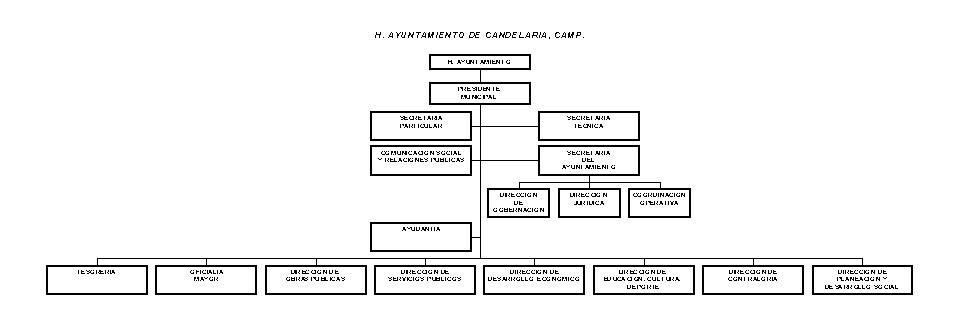 H. AYUNTAMIENTO DE CANDELARIA, CAMP.
H. AYUNTAMIENTO
PRESIDENTE
MUNICIPAL
SECRETARIA
PARTICULAR
SECRETARIA
TECNICA
COMUNICACION SOCIAL
Y RELACIONES PUBLICAS
SECRETARIA
DEL
AYUNTAMIENTO
DIRECCION
DE
GOBERNACION
DIRECCION
JURIDICA
COORDINACION
OPERATIVA
AYUDANTIA
TESORERIA
OFICIALIA
MAYOR
DIRECCION DE
OBRAS PUBLICAS
DIRECCION DE
SERVICIOS PUBLICOS
DIRECCION DE
DESARROLLO ECONOMICO
DIRECCION DE
EDUCACION, CULTURA,
DEPORTE
DIRECCION DE
CONTRALORIA
DIRECCION DE
PLANEACION Y
DESARROLLO SOCIAL